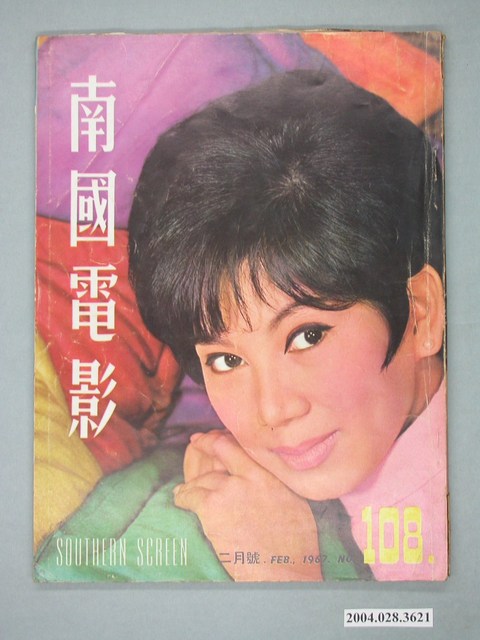 南國電影
SOUTHERN SCREEN
二月號 . FEB., 1967. NO. 108.
2004.028.3621